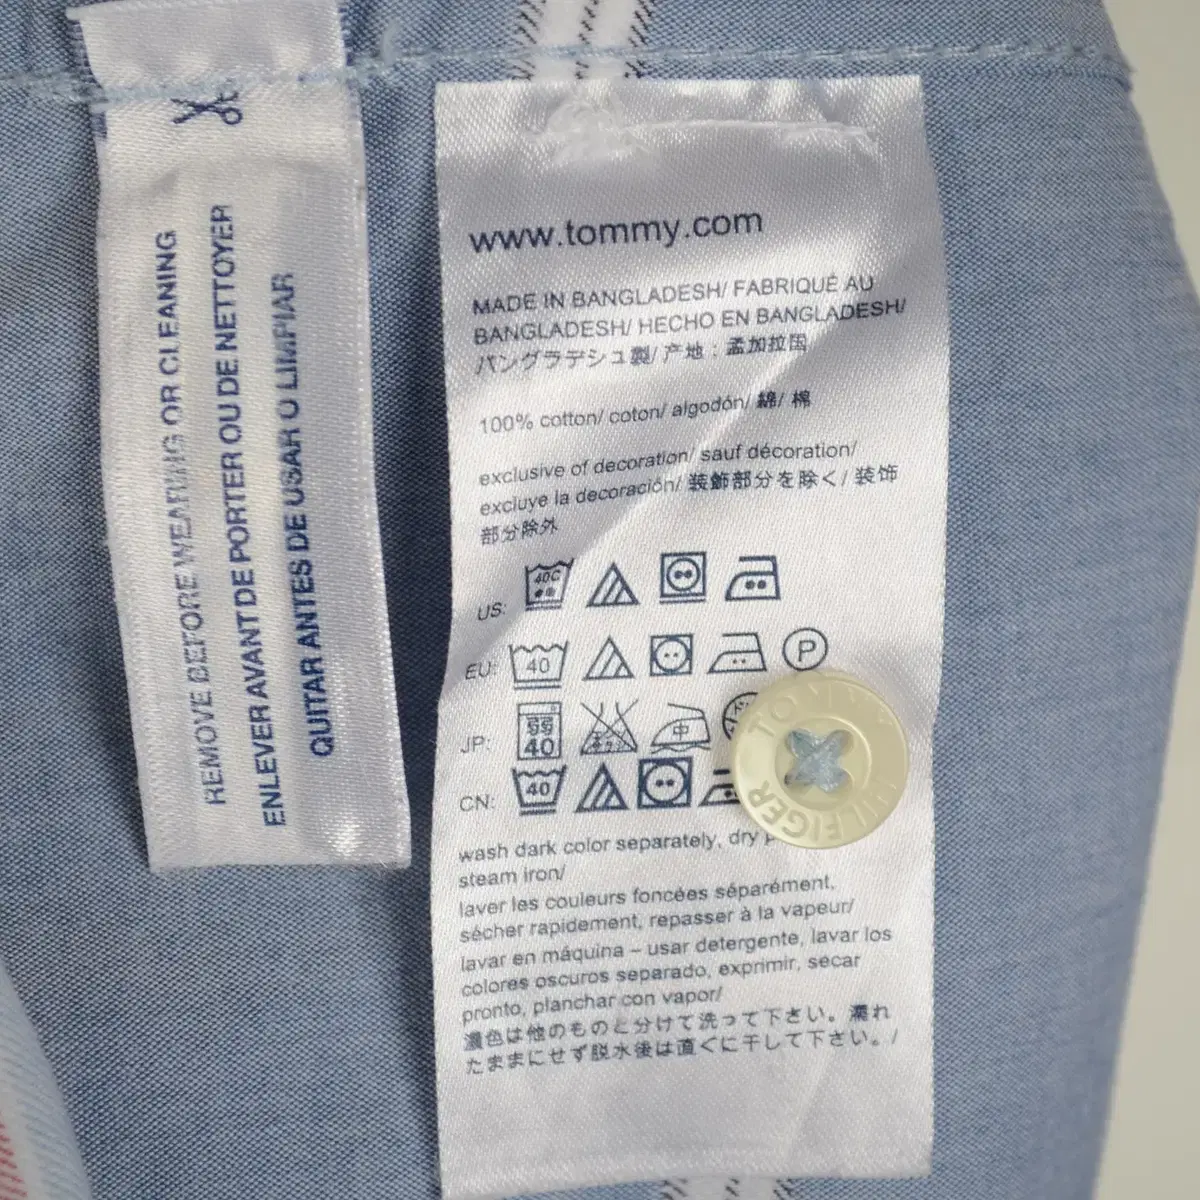 REMOVE BEFORE WEARING OR CLEANING
ENLEVER AVANT DE PORTER OU DE NETTOYER
QUITAR ANTES DE USAR O LIMPIAR
www.tommy.com
MADE IN BANGLADESH/ FABRIQUÉ AU
BANGLADESH/ HECHO EN BANGLADESH/
バングラデシュ製/ 产地：孟加拉国
100% cotton/ coton/ algodón/ 綿/ 棉
exclusive of decoration/ sauf décoration/
excluye la decoración/ 装飾部分を除く/ 装饰
部分除外
US: 40C
EU: 40 P
JP: 弱 40 エンソ 中
CN: 40
wash dark color separately, dry
steam iron/
laver les couleurs foncées séparément,
sécher rapidement, repasser à la vapeur/
lavar en máquina – usar detergente, lavar los
colores oscuros separado, exprimir, secar
pronto, planchar con vapor/
濃色は他のものと分けて洗って下さい。濡れ
たままにせず脱水後は直ぐに干して下さい。/
TOMMY HILFIGER